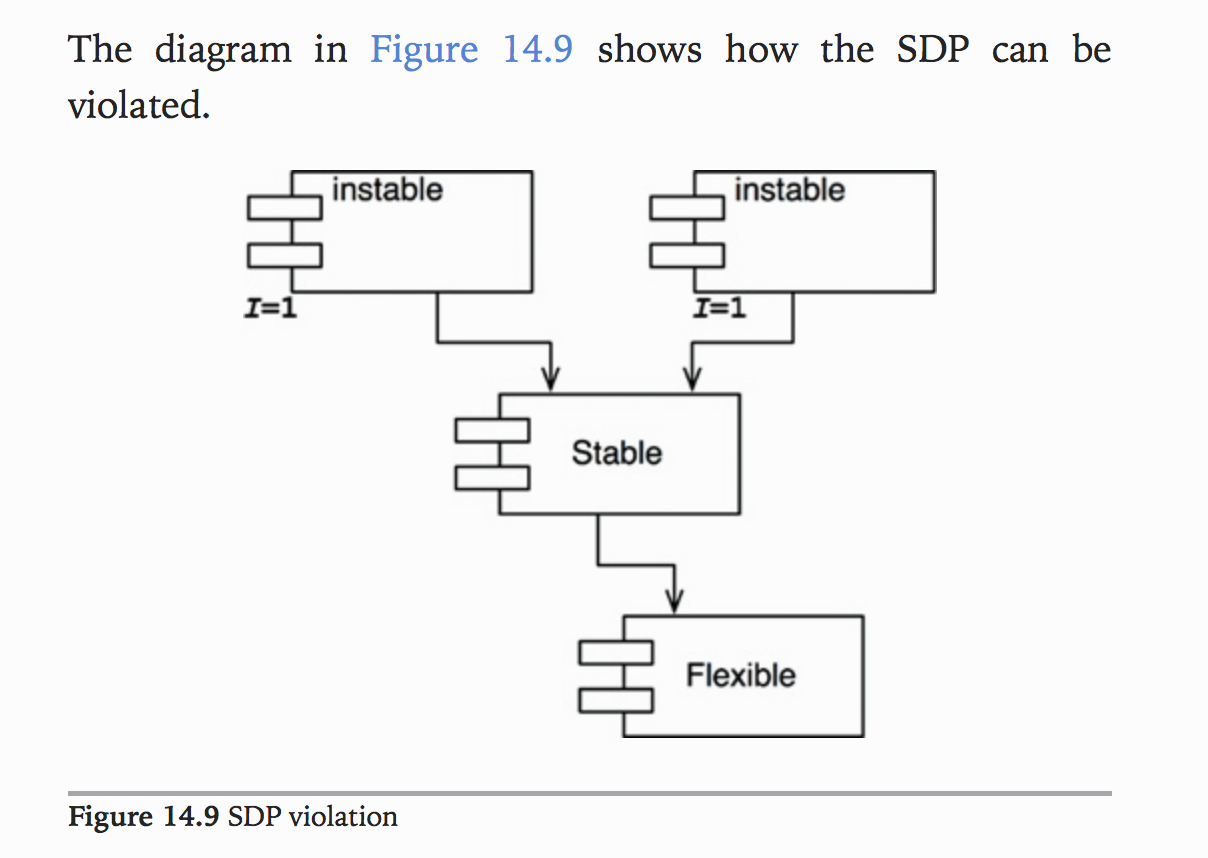 The diagram in Figure 14.9 shows how the SDP can be
violated.
instable
instable
I=1
I=1
Stable
Flexible
Figure 14.9 SDP violation